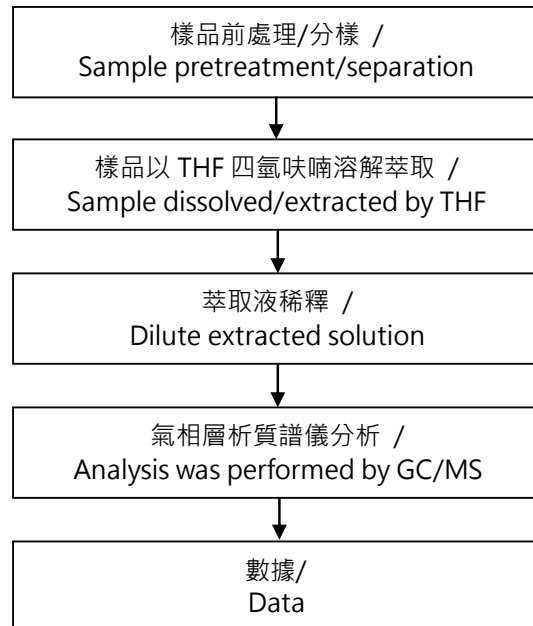 樣品前處理/分樣 /
Sample pretreatment/separation
樣品以 THF 四氫呋喃溶解萃取 /
Sample dissolved/extracted by THF
萃取液稀釋 /
Dilute extracted solution
氣相層析質譜儀分析 /
Analysis was performed by GC/MS
數據/
Data